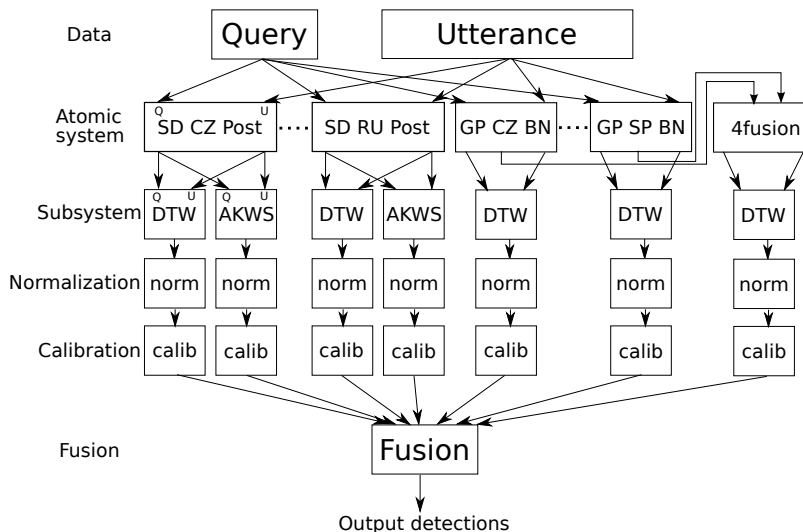 Data Query Utterance
Atomic system
Q U
SD CZ Post ..... SD RU Post GP CZ BN ..... GP SP BN 4fusion
Q U Q U
Subsystem DTW AKWS DTW AKWS DTW DTW DTW
Normalization norm norm norm norm norm norm norm
Calibration calib calib calib calib calib calib calib
Fusion Fusion
Output detections